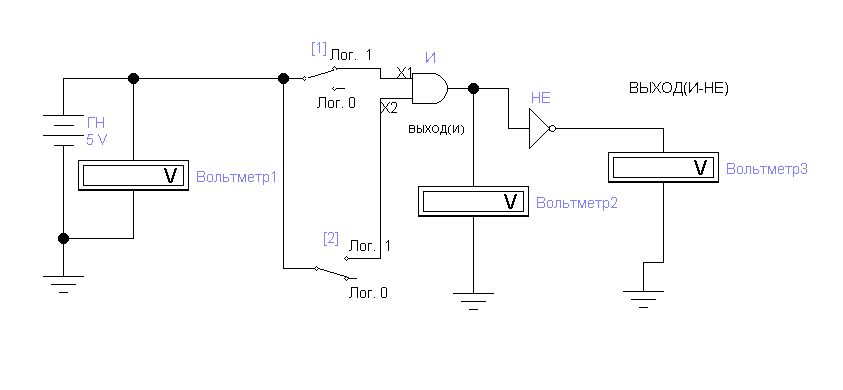 [1]
Лог. 1
Лог. 0
X1
X2
И
ВЫХОД(И)
НЕ
ВЫХОД(И-НЕ)
ГН
5 V
V
Вольтметр1
V
Вольтметр2
V
Вольтметр3
[2]
Лог. 1
Лог. 0